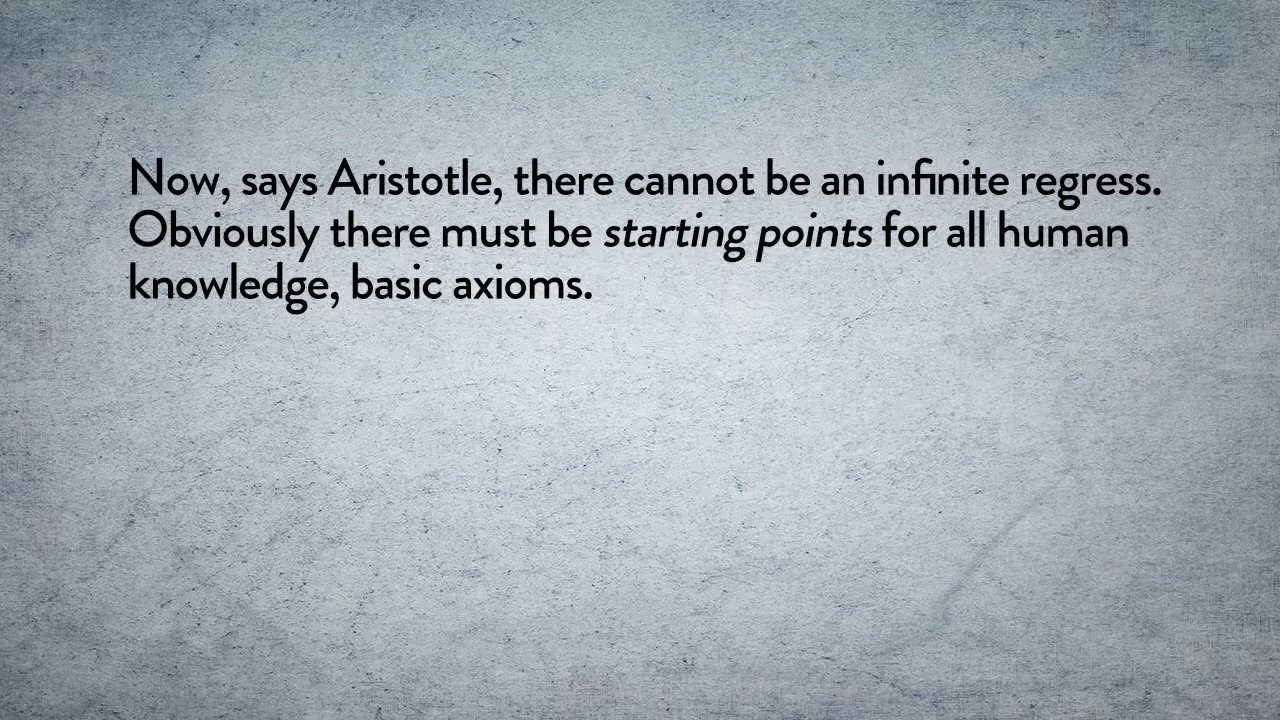 Now, says Aristotle, there cannot be an infinite regress.
Obviously there must be starting points for all human
knowledge, basic axioms.